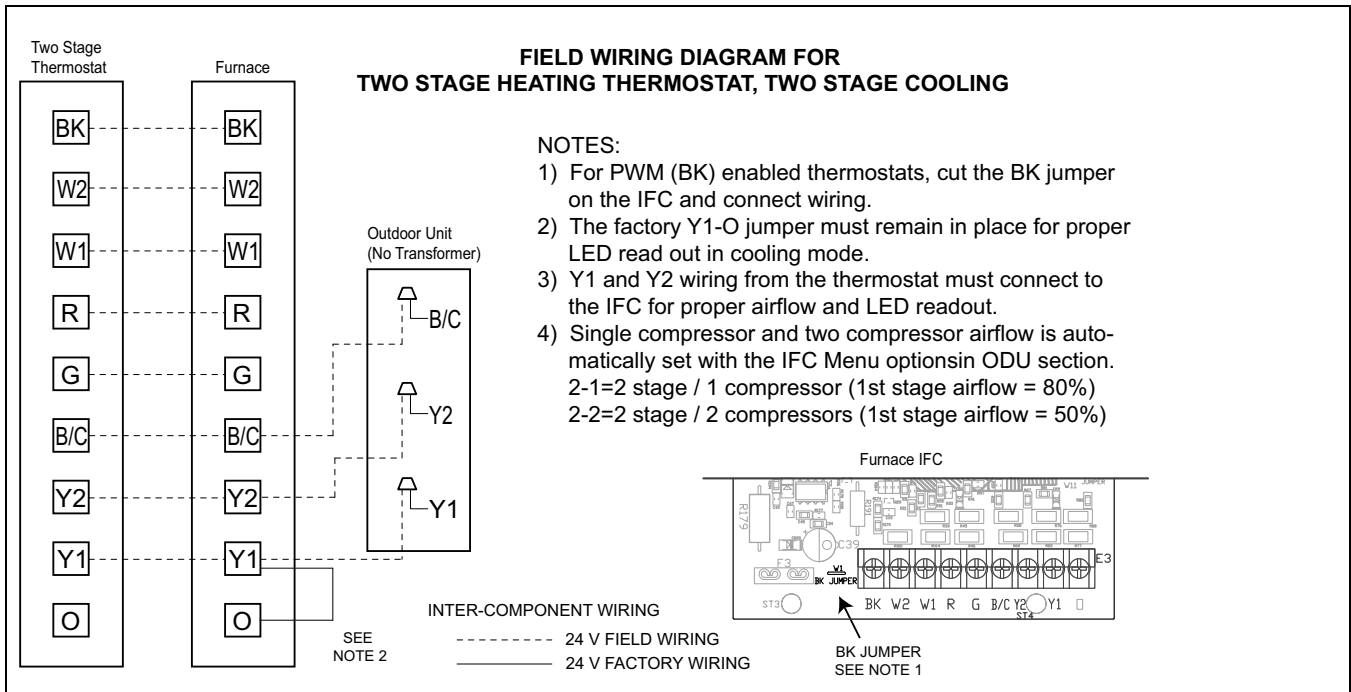 FIELD WIRING DIAGRAM FOR
TWO STAGE HEATING THERMOSTAT, TWO STAGE COOLING
Two Stage
Thermostat
BK
W2
W1
R
G
B/C
Y2
Y1
O
Furnace
BK
W2
W1
R
G
B/C
Y2
Y1
O
SEE
NOTE 2
Outdoor Unit
(No Transformer)
B/C
Y2
Y1
NOTES:
1) For PWM (BK) enabled thermostats, cut the BK jumper
on the IFC and connect wiring.
2) The factory Y1-O jumper must remain in place for proper
LED read out in cooling mode.
3) Y1 and Y2 wiring from the thermostat must connect to
the IFC for proper airflow and LED readout.
4) Single compressor and two compressor airflow is auto-
matically set with the IFC Menu optionsin ODU section.
2-1=2 stage / 1 compressor (1st stage airflow = 80%)
2-2=2 stage / 2 compressors (1st stage airflow = 50%)
INTER-COMPONENT WIRING
24 V FIELD WIRING
24 V FACTORY WIRING
Furnace IFC
W11
JUMPER
R179
R191
C39
F3
W1
BK JUMPER
E3
ST3
BK W2 W1 R G B/C Y2 Y1
ST4
BK JUMPER
SEE NOTE 1